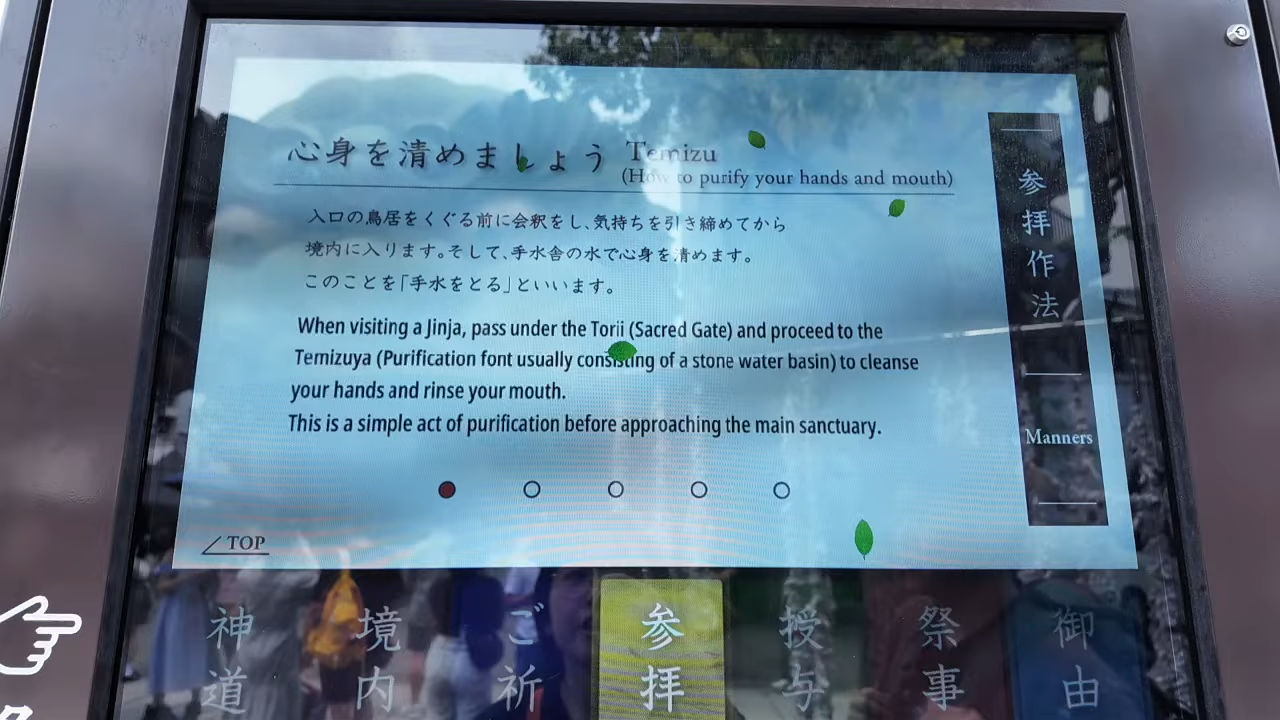 心身を清めましょう Temizu
(How to purify your hands and mouth)
入口の鳥居をくぐる前に会釈をし、気持ちを引き締めてから
境内に入ります。そして、手水舎の水で心身を清めます。
このことを「手水をとる」といいます。
When visiting a Jinja, pass under the Torii (Sacred Gate) and proceed to the
Temizuya (Purification font usually consisting of a stone water basin) to cleanse
your hands and rinse your mouth.
This is a simple act of purification before approaching the main sanctuary.
TOP
参拝作法
Manners
神道
境内
ご祈
参拝
授与
祭事
御由